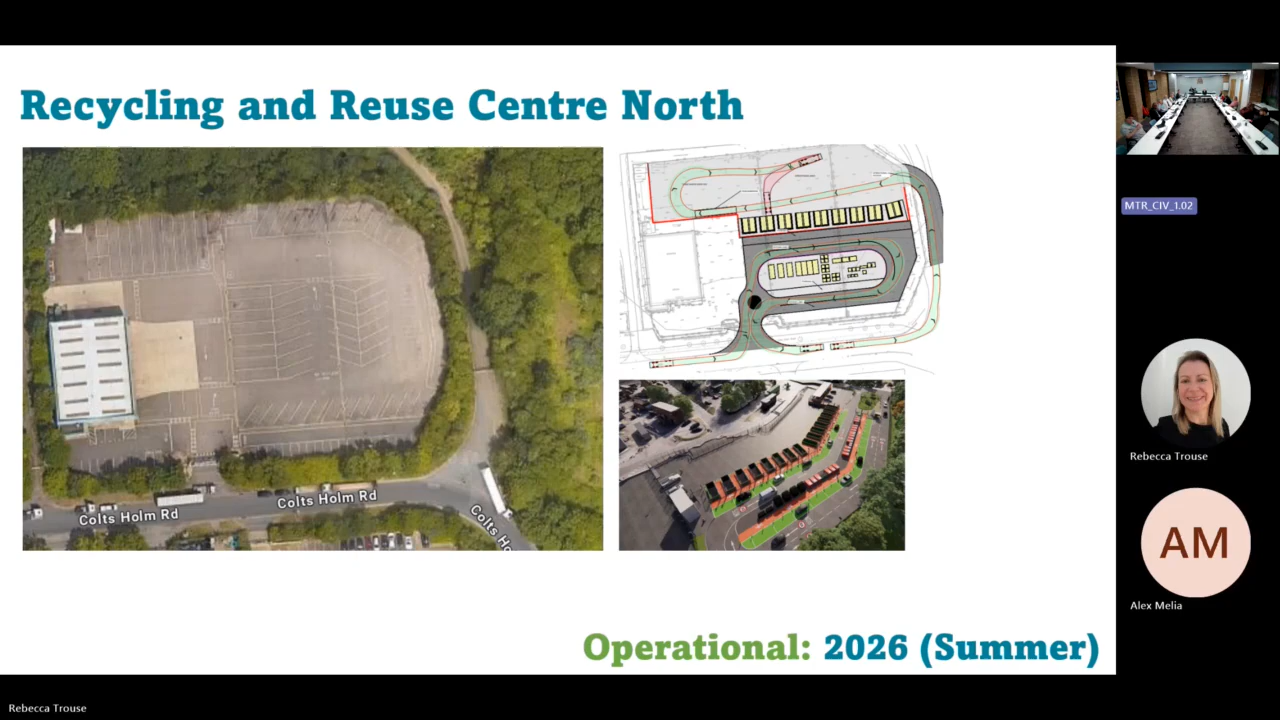 Recycling and Reuse Centre North
Colts Holm Rd
Colts Holm Rd
Colts Ho
Operational: 2026 (Summer)
MTR_CIV_1.02
Rebecca Trouse
AM
Alex Melia
Rebecca Trouse